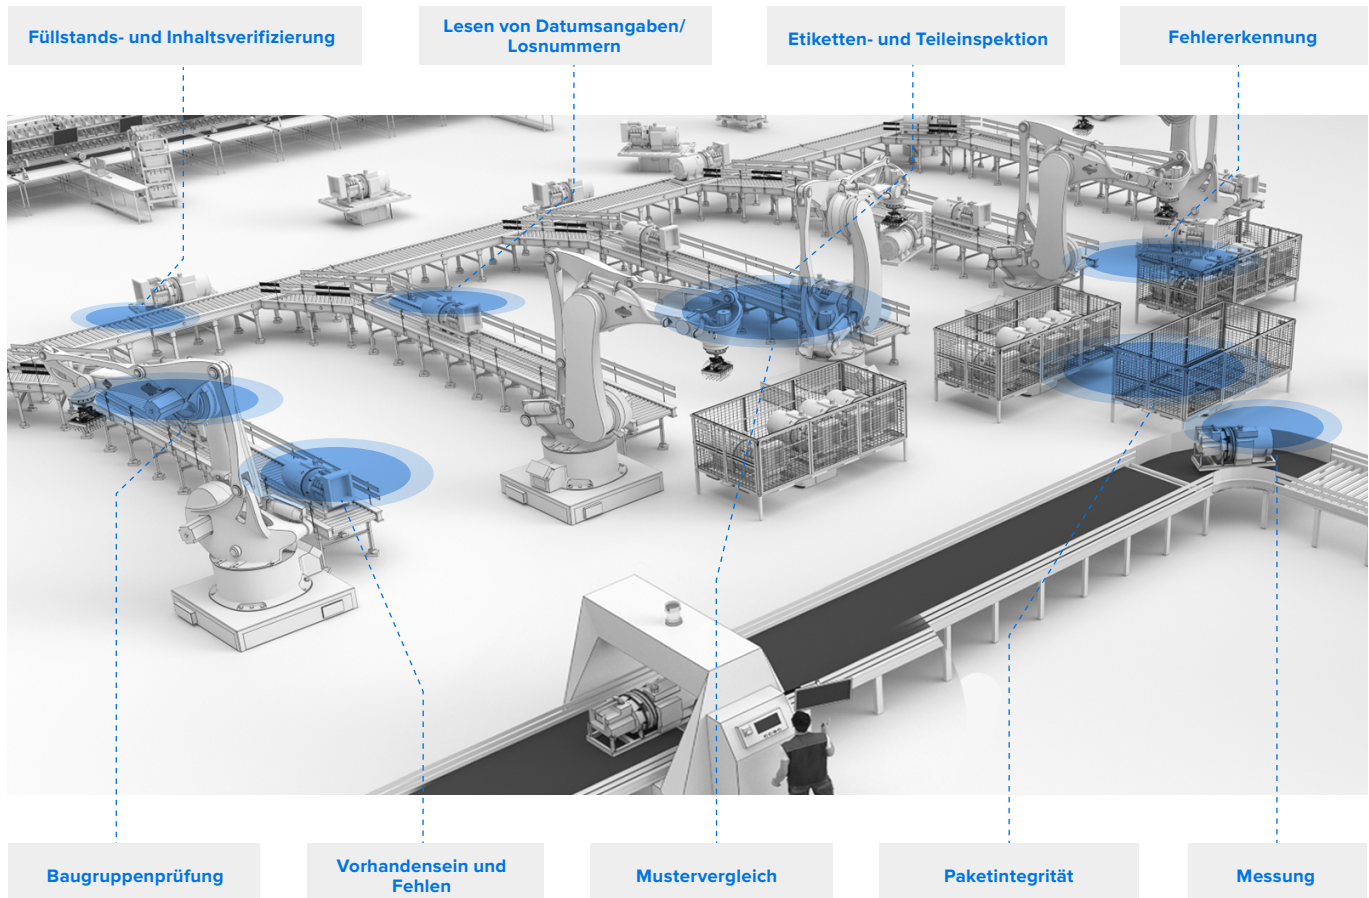 Füllstands- und Inhaltsverifizierung
Lesen von Datumsangaben/
Losnummern
Etiketten- und Teileinspektion
Fehlererkennung
Baugruppenprüfung
Vorhandensein und
Fehlen
Mustervergleich
Paketintegrität
Messung